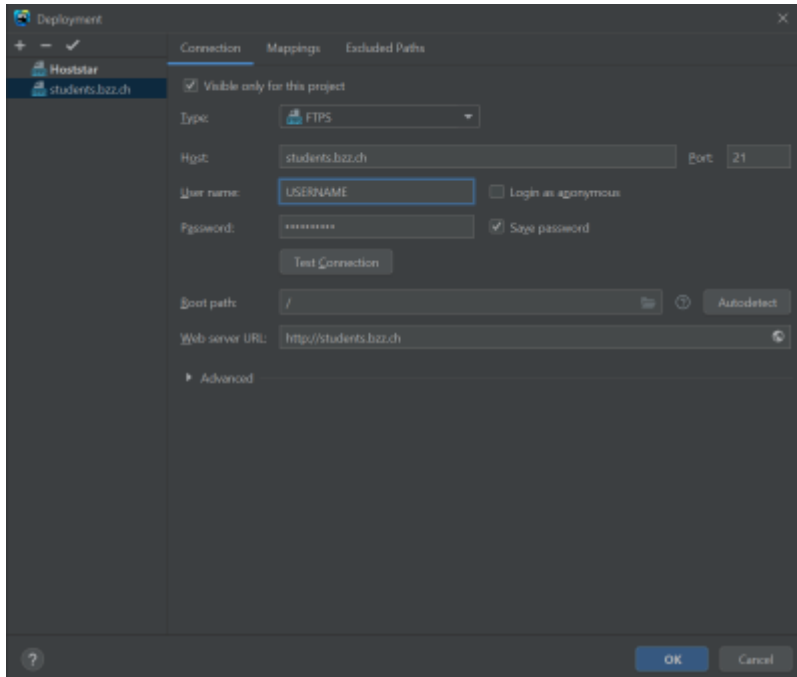 Deployment
Connection Mappings Excluded Paths
Hoststar
students.bzz.ch
Visible only for this project
Type: FTPS
Host: students.bzz.ch Port: 21
User name: USERNAME Login as anonymous
Password: •••••••••• Save password
Test Connection
Root path: / ? Autodetect
Web server URL: http://students.bzz.ch
Advanced
? OK Cancel